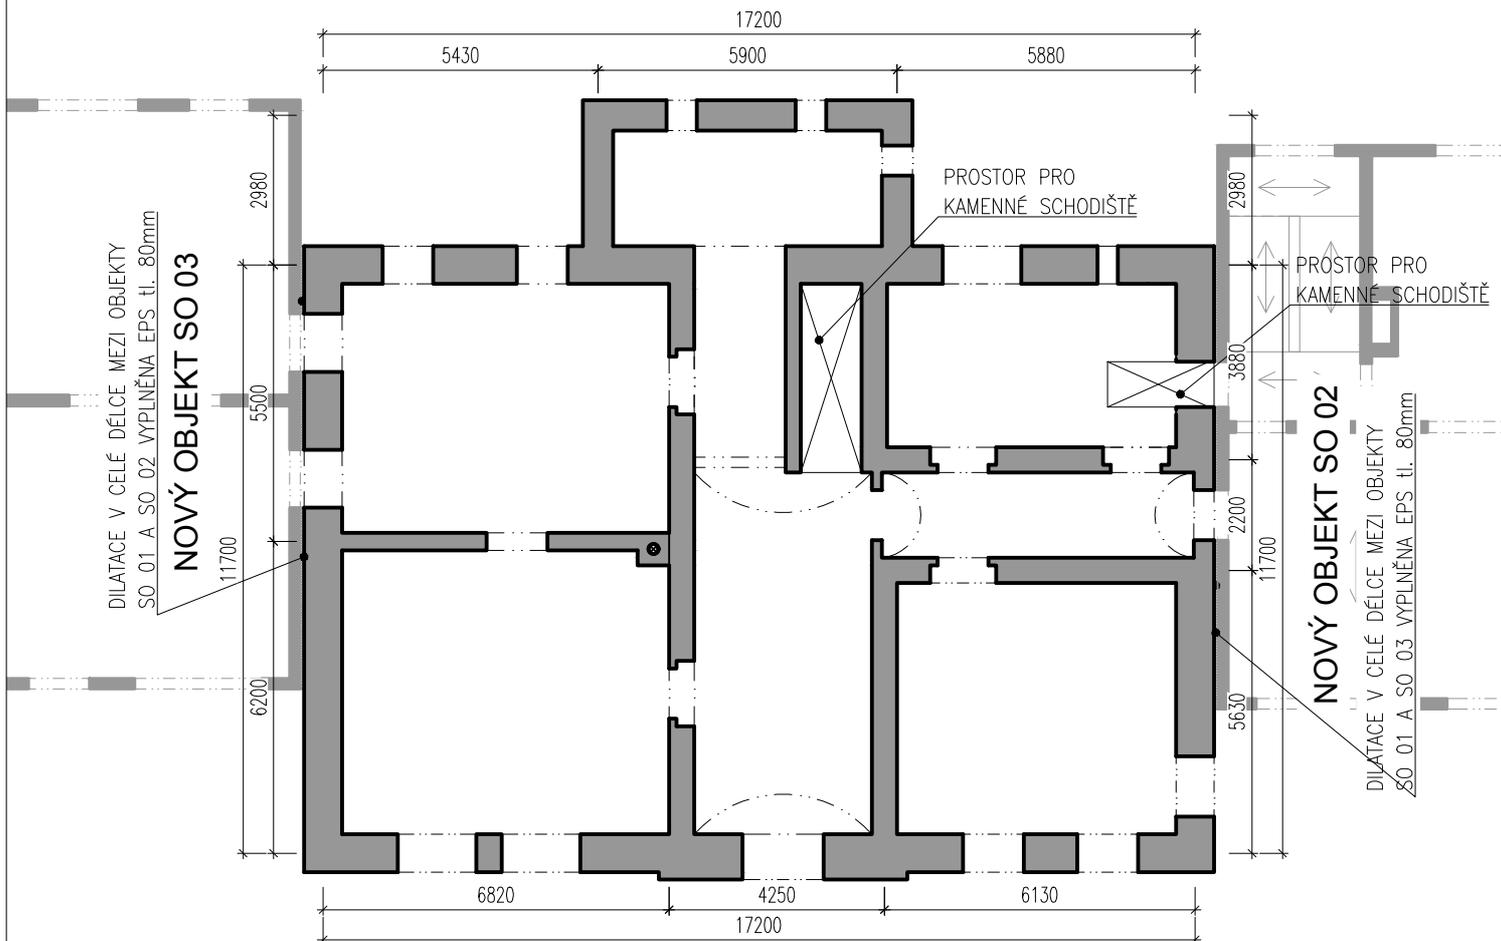 17200
5430
5900
5880
2980
2980
PROSTOR PRO
KAMENNÉ SCHODIŠTĚ
PROSTOR PRO
KAMENNÉ SCHODIŠTĚ
DILATACE V CELÉ DÉLCE MEZI OBJEKTY
SO 01 A SO 02 VYPLNĚNA EPS tl. 80mm
NOVÝ OBJEKT SO 03
5500
11700
6200
3880
2200
11700
5630
NOVÝ OBJEKT SO 02
DILATACE V CELÉ DÉLCE MEZI OBJEKTY
SO 01 A SO 03 VYPLNĚNA EPS tl. 80mm
6820
4250
6130
17200